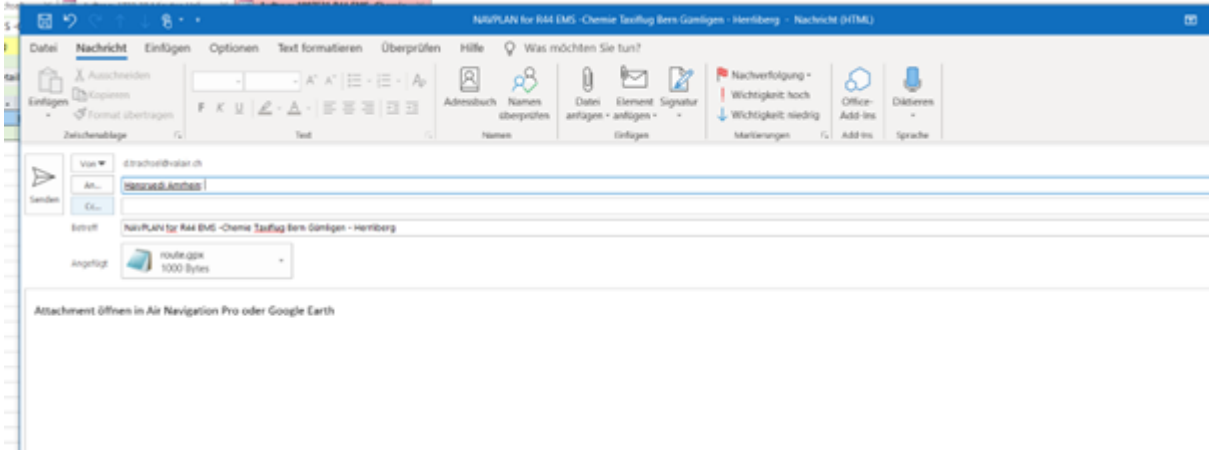 NAVPLAN for R44 EMS -Chemie Taxiflug Bern Gümligen - Herrliberg - Nachricht (HTML)
Datei Nachricht Einfügen Optionen Text formatieren Überprüfen Hilfe Was möchten Sie tun?
Einfügen
Ausschneiden
Kopieren
Format übertragen
Zwischenablage
F K U
Text
Adressbuch Namen überprüfen
Namen
Datei anfügen Element anfügen Signatur
Einfügen
Nachverfolgung
Wichtigkeit: hoch
Wichtigkeit: niedrig
Markierungen
Office-Add-Ins
Add-Ins
Diktieren
Sprache
Senden
Von d.trachsel@valair.ch
An...
Cc...
Betreff NAVPLAN for R44 EMS -Chemie Taxiflug Bern Gümligen - Herrliberg
Angefügt route.gpx
1000 Bytes
Attachment öffnen in Air Navigation Pro oder Google Earth